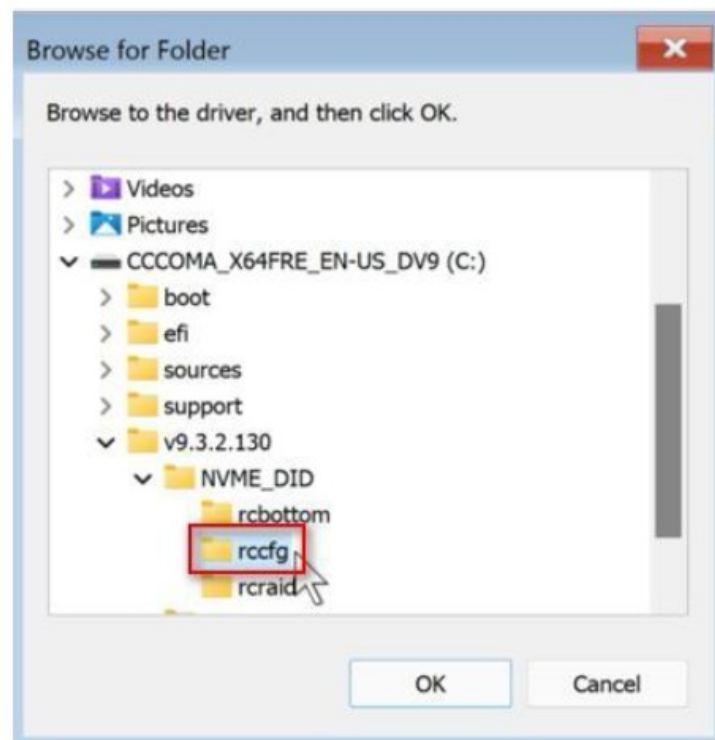 Browse for Folder
Browse to the driver, and then click OK.
Videos
Pictures
CCCOMA_X64FRE_EN-US_DV9 (C:)
boot
efi
sources
support
v9.3.2.130
NVME_DID
rcbottom
rccfg
rcraid
OK
Cancel